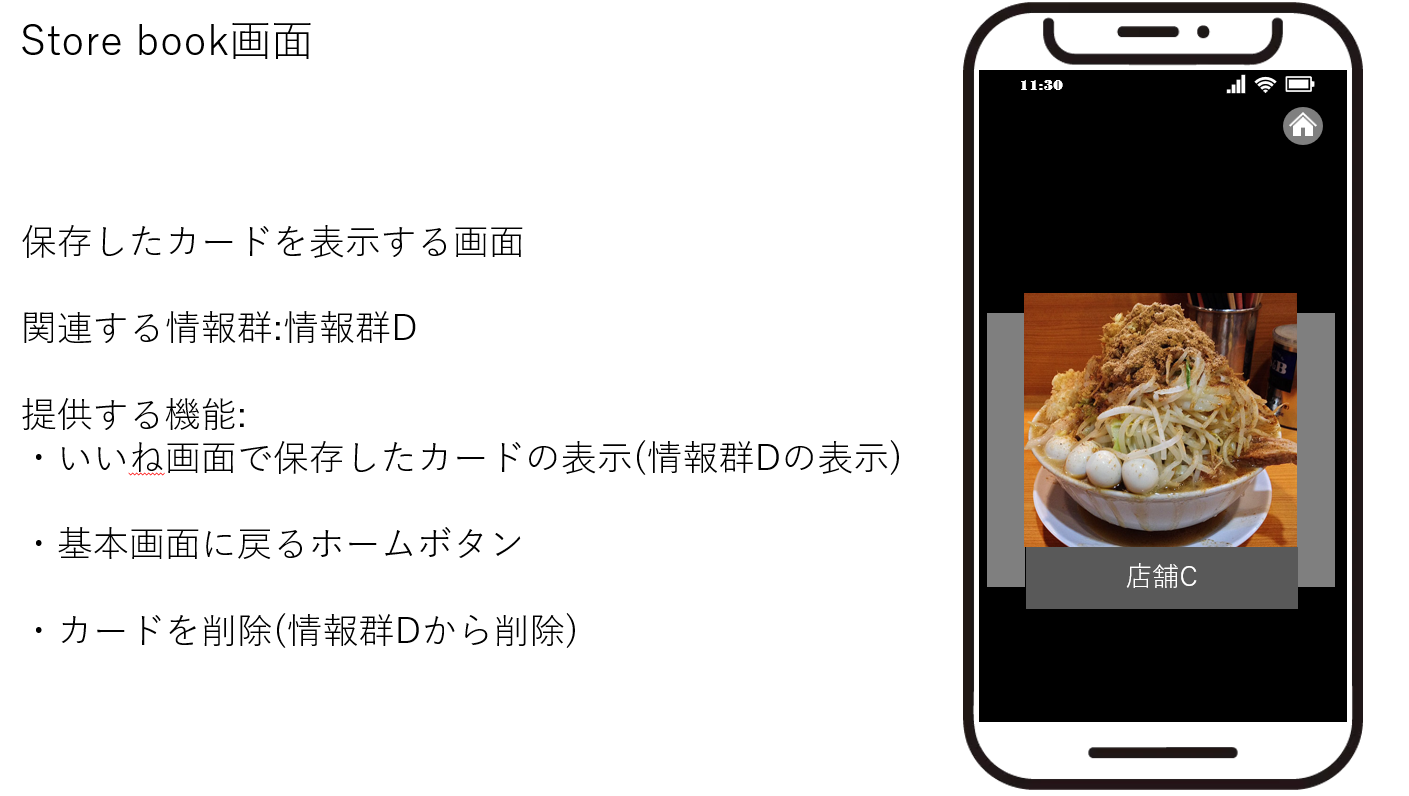 Store book画面
保存したカードを表示する画面
関連する情報群:情報群D
提供する機能:
・いいね画面で保存したカードの表示(情報群Dの表示)
・基本画面に戻るホームボタン
・カードを削除(情報群Dから削除)
11:30
店舗C